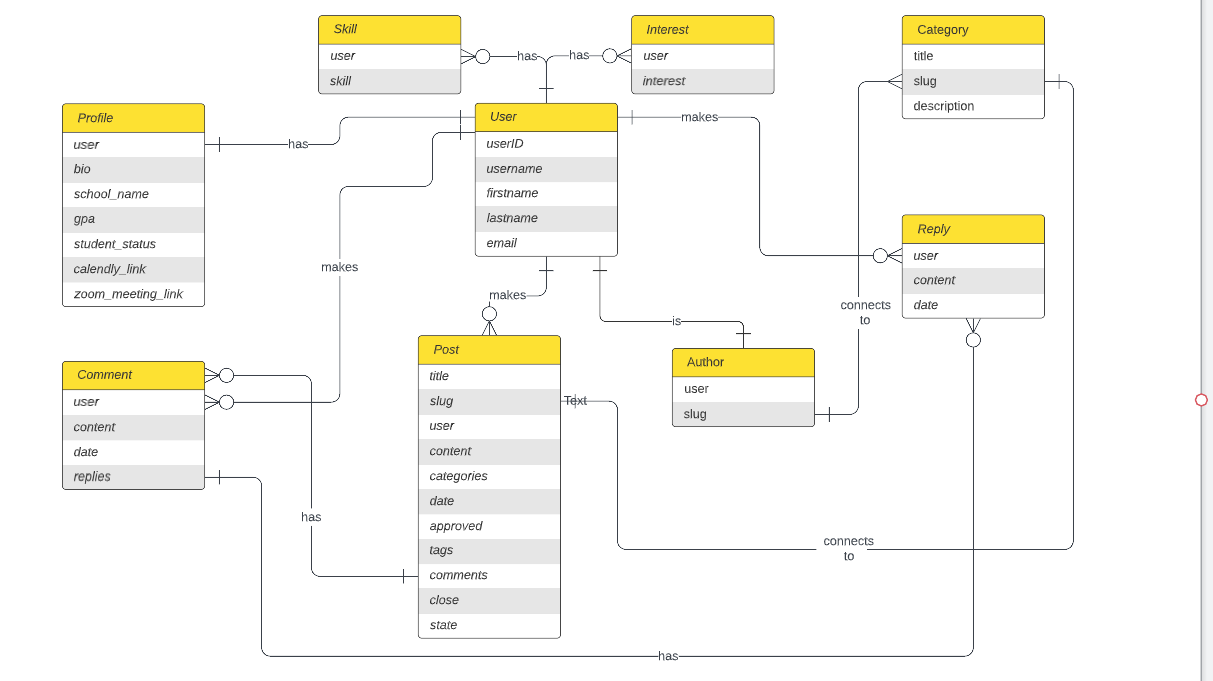 Skill
user
skill
has
has
Interest
user
interest
Category
title
slug
description
Profile
user
bio
school_name
gpa
student_status
calendly_link
zoom_meeting_link
has
User
userID
username
firstname
lastname
email
makes
Reply
user
content
date
makes
makes
is
connects
to
Comment
user
content
date
replies
Post
title
slug
user
content
categories
date
approved
tags
comments
close
state
Text
Author
user
slug
has
connects
to
has